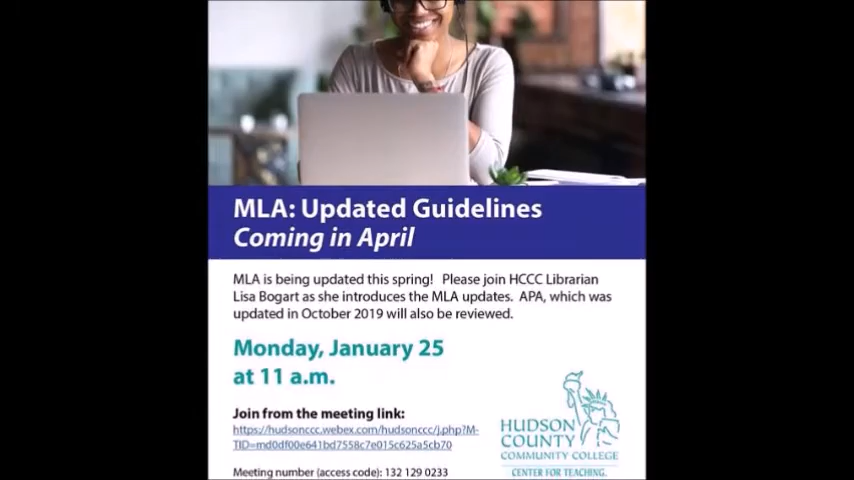 MLA: Updated Guidelines
Coming in April
MLA is being updated this spring! Please join HCCC Librarian
Lisa Bogart as she introduces the MLA updates. APA, which was
updated in October 2019 will also be reviewed.
Monday, January 25
at 11 a.m.
Join from the meeting link:
https://hudsonccc.webex.com/hudsonccc/j.php?M-
TID=md0df00e641bd7558c7e015c625a5cb70
Meeting number (access code): 132 129 0233
HUDSON
COUNTY
COMMUNITY COLLEGE
CENTER FOR TEACHING,